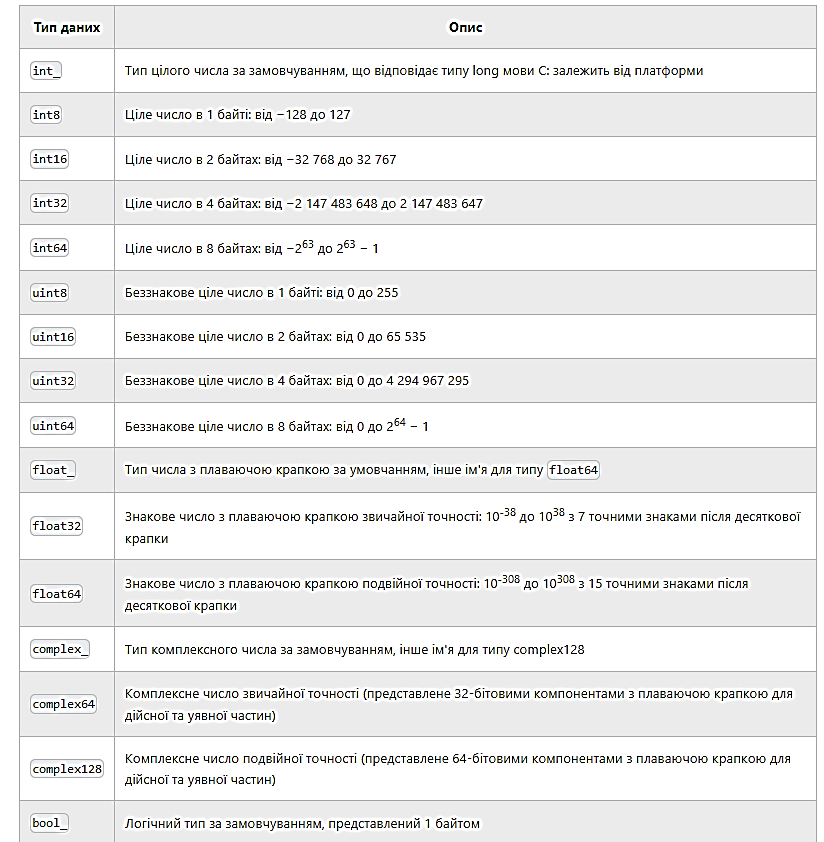 Тип даних Опис
int_ Тип цілого числа за замовчуванням, що відповідає типу long мови C: залежить від платформи
int8 Ціле число в 1 байті: від −128 до 127
int16 Ціле число в 2 байтах: від −32 768 до 32 767
int32 Ціле число в 4 байтах: від −2 147 483 648 до 2 147 483 647
int64 Ціле число в 8 байтах: від −2⁶³ до 2⁶³ − 1
uint8 Беззнакове ціле число в 1 байті: від 0 до 255
uint16 Беззнакове ціле число в 2 байтах: від 0 до 65 535
uint32 Беззнакове ціле число в 4 байтах: від 0 до 4 294 967 295
uint64 Беззнакове ціле число в 8 байтах: від 0 до 2⁶⁴ − 1
float_ Тип числа з плаваючою крапкою за умовчанням, інше ім'я для типу float64
float32 Знакове число з плаваючою крапкою звичайної точності: 10⁻³⁸ до 10³⁸ з 7 точними знаками після десяткової
крапки
float64 Знакове число з плаваючою крапкою подвійної точності: 10⁻³⁰⁸ до 10³⁰⁸ з 15 точними знаками після
десяткової крапки
complex_ Тип комплексного числа за замовчуванням, інше ім'я для типу complex128
complex64 Комплексне число звичайної точності (представлене 32-бітовими компонентами з плаваючою крапкою для
дійсної та уявної частин)
complex128 Комплексне число подвійної точності (представлене 64-бітовими компонентами з плаваючою крапкою для
дійсної та уявної частин)
bool_ Логічний тип за замовчуванням, представлений 1 байтом